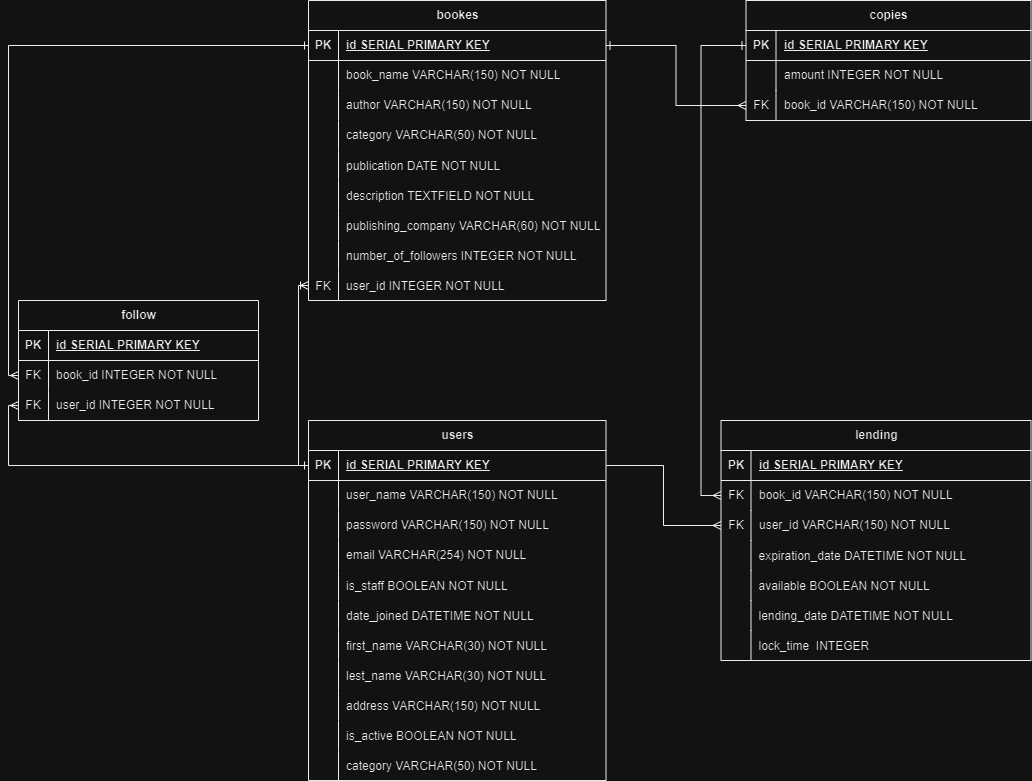 bookes
PK id SERIAL PRIMARY KEY
book_name VARCHAR(150) NOT NULL
author VARCHAR(150) NOT NULL
category VARCHAR(50) NOT NULL
publication DATE NOT NULL
description TEXTFIELD NOT NULL
publishing_company VARCHAR(60) NOT NULL
number_of_followers INTEGER NOT NULL
FK user_id INTEGER NOT NULL
copies
PK id SERIAL PRIMARY KEY
amount INTEGER NOT NULL
FK book_id VARCHAR(150) NOT NULL
follow
PK id SERIAL PRIMARY KEY
FK book_id INTEGER NOT NULL
FK user_id INTEGER NOT NULL
users
PK id SERIAL PRIMARY KEY
user_name VARCHAR(150) NOT NULL
password VARCHAR(150) NOT NULL
email VARCHAR(254) NOT NULL
is_staff BOOLEAN NOT NULL
date_joined DATETIME NOT NULL
first_name VARCHAR(30) NOT NULL
lest_name VARCHAR(30) NOT NULL
address VARCHAR(150) NOT NULL
is_active BOOLEAN NOT NULL
category VARCHAR(50) NOT NULL
lending
PK id SERIAL PRIMARY KEY
FK book_id VARCHAR(150) NOT NULL
FK user_id VARCHAR(150) NOT NULL
expiration_date DATETIME NOT NULL
available BOOLEAN NOT NULL
lending_date DATETIME NOT NULL
lock_time  INTEGER